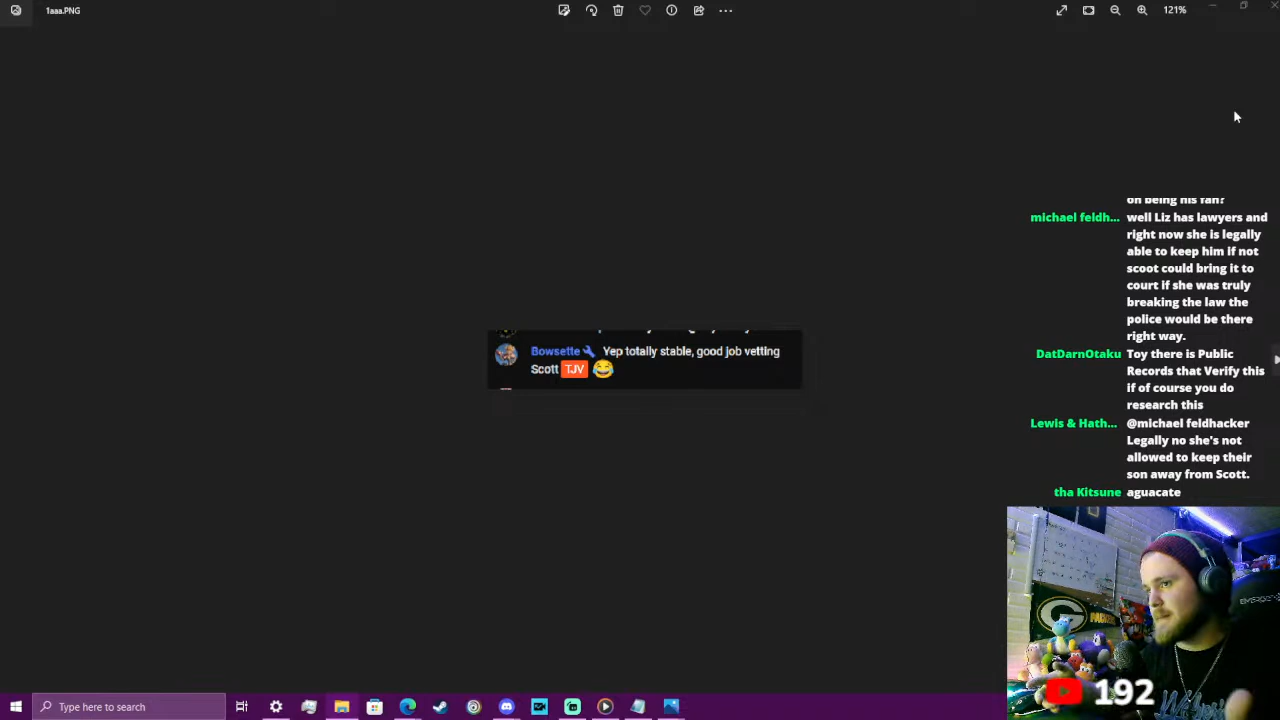 1aaa.PNG
121%
on being his fan?
michael feldh... well Liz has lawyers and
right now she is legally
able to keep him if not
scoot could bring it to
court if she was truly
breaking the law the
police would be there
right way.
DatDarnOtaku Toy there is Public
Records that Verify this
if of course you do
research this
Lewis & Hath... @michael feldhacker
Legally no she's not
allowed to keep their
son away from Scott.
tha Kitsune aguacate
Bowsette Yep totally stable, good job vetting
Scott TJV 😂
G
192
Type here to search